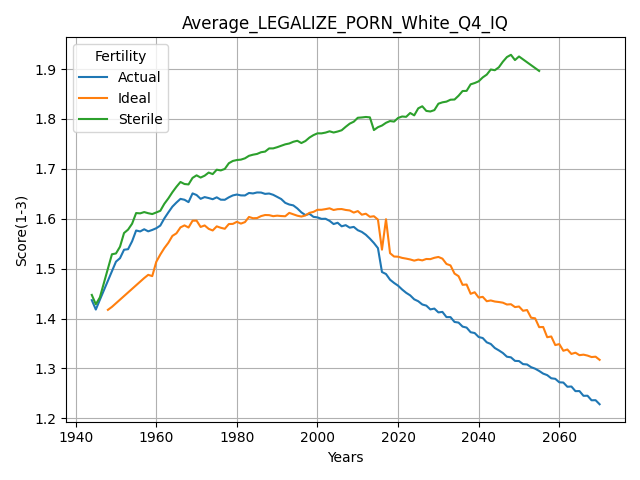 Average_LEGALIZE_PORN_White_Q4_IQ
Fertility
Actual
Ideal
Sterile
Score(1-3)
1.9
1.8
1.7
1.6
1.5
1.4
1.3
1.2
1940 1960 1980 2000 2020 2040 2060
Years